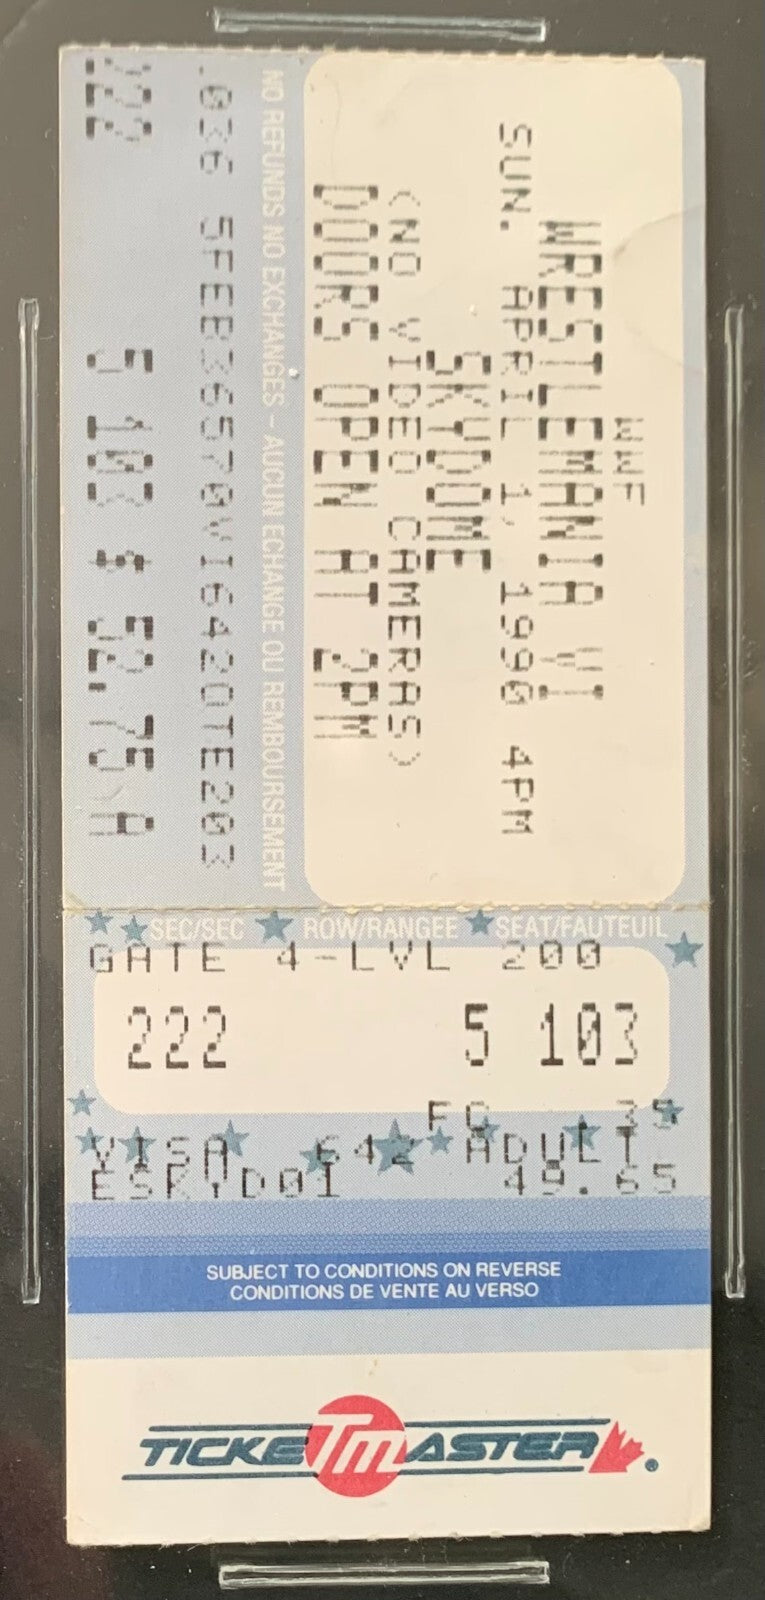 WWF
WRESTLEMANIA VI
SUN. APRIL 1, 1990 4PM
SKYDOME
(NO VIDEO CAMERAS)
DOORS OPEN AT 2PM
NO REFUNDS NO EXCHANGES - AUCUN ECHANGE OU REMBOURSEMENT
.036 5FEB36570VI6420TE203
222 5 103 $ 52.75 A
SEC/SEC ROW/RANGEE SEAT/FAUTEUIL
GATE 4-LVL 200
222 5 103
.35
VISA 642 ADULT
ESKYD01 49.65
SUBJECT TO CONDITIONS ON REVERSE
CONDITIONS DE VENTE AU VERSO
TICKETMASTER ®